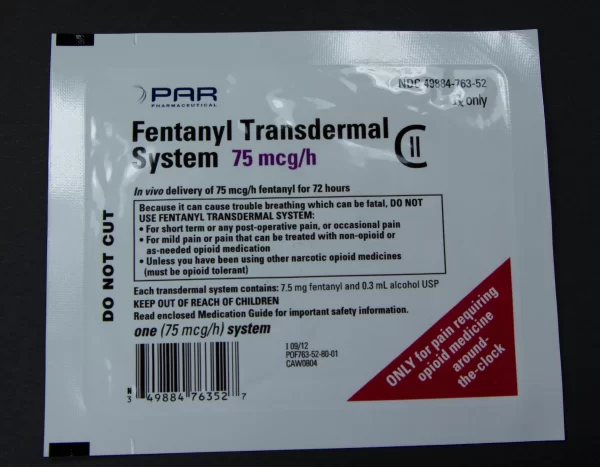 PAR
PHARMACEUTICAL
NDC 49884-763-52
Rx only
Fentanyl Transdermal
System 75 mcg/h
CII
In vivo delivery of 75 mcg/h fentanyl for 72 hours
Because it can cause trouble breathing which can be fatal, DO NOT
USE FENTANYL TRANSDERMAL SYSTEM:
• For short term or any post-operative pain, or occasional pain
• For mild pain or pain that can be treated with non-opioid or
as-needed opioid medication
• Unless you have been using other narcotic opioid medicines
(must be opioid tolerant)
DO NOT CUT
Each transdermal system contains: 7.5 mg fentanyl and 0.3 mL alcohol USP
KEEP OUT OF REACH OF CHILDREN
Read enclosed Medication Guide for important safety information.
one (75 mcg/h) system
I 09/12
POF763-52-80-01
CAW0804
N
3 49884 76352 7
ONLY for pain requiring
opioid medicine
around-
the-clock